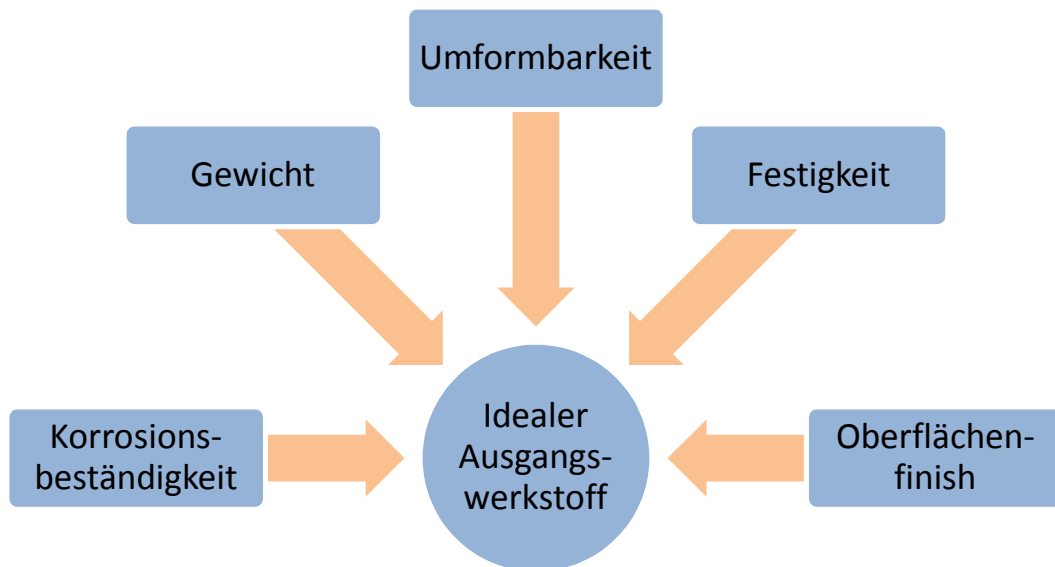 Umformbarkeit
Gewicht
Festigkeit
Korrosions-
beständigkeit
Idealer
Ausgangs-
werkstoff
Oberflächen-
finish